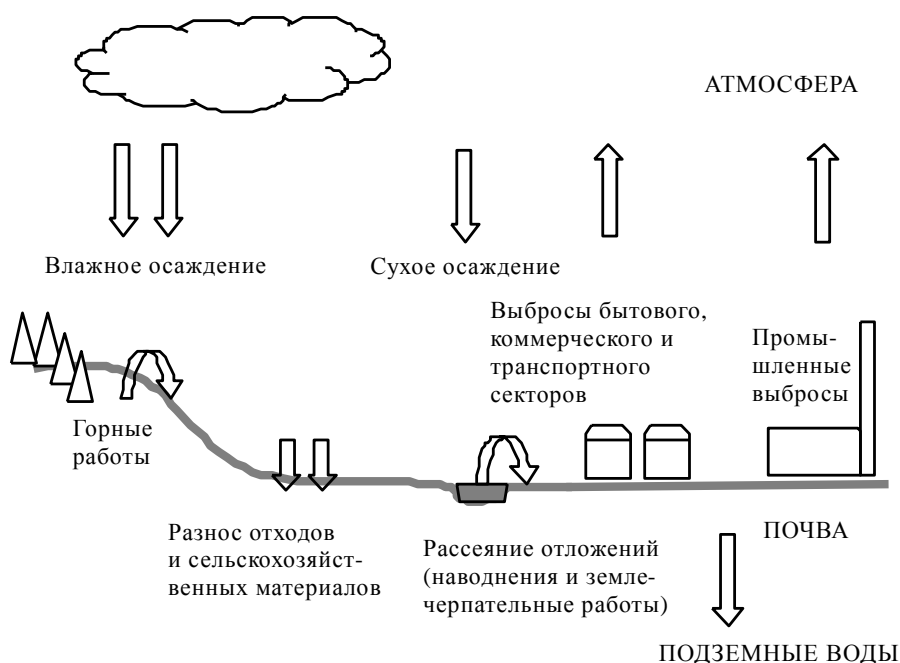 АТМОСФЕРА
Влажное осаждение
Сухое осаждение
Выбросы бытового,
коммерческого и
транспортного
секторов
Промы-
шленные
выбросы
Горные
работы
Разнос отходов
и сельскохозяйст-
венных материалов
Рассеяние отложений
(наводнения и земле-
черпательные работы)
ПОЧВА
ПОДЗЕМНЫЕ ВОДЫ